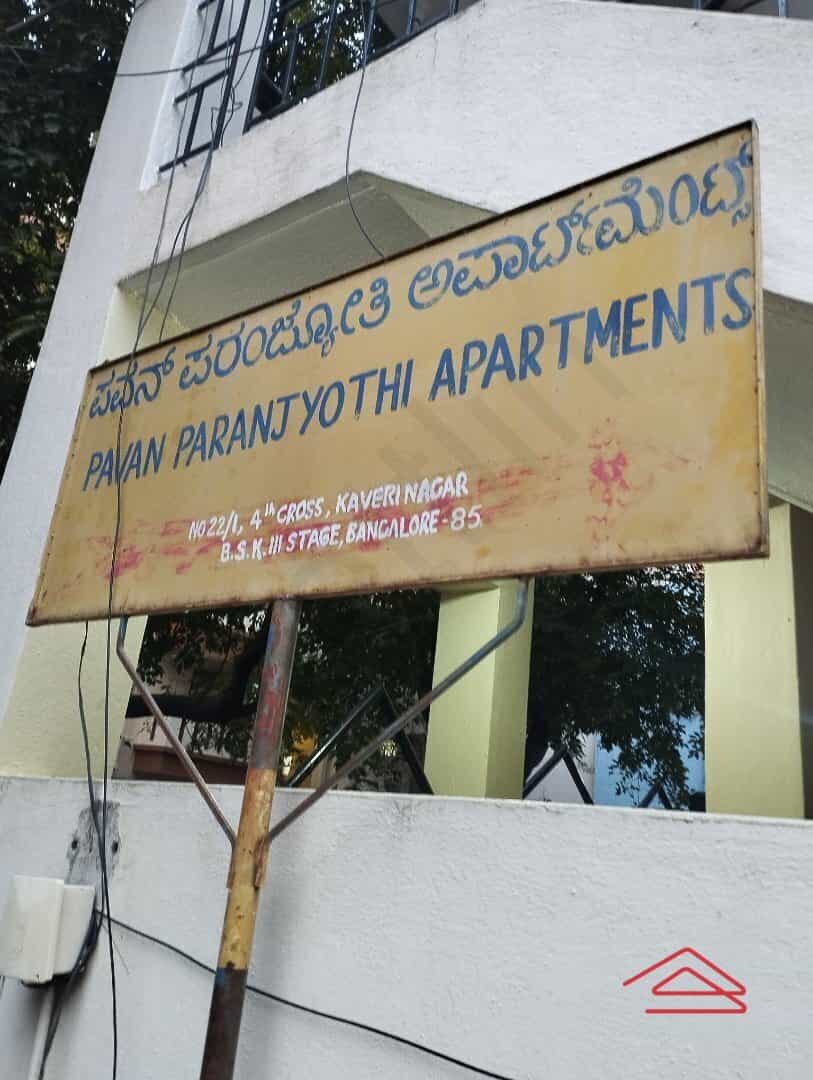 ಪವನ್ ಪರಂಜ್ಯೋತಿ ಅಪಾರ್ಟ್‌ಮೆಂಟ್ಸ್
PAVAN PARANJYOTHI APARTMENTS
NO 22/1, 4th CROSS, KAVERI NAGAR
B.S.K. III STAGE, BANGALORE - 85